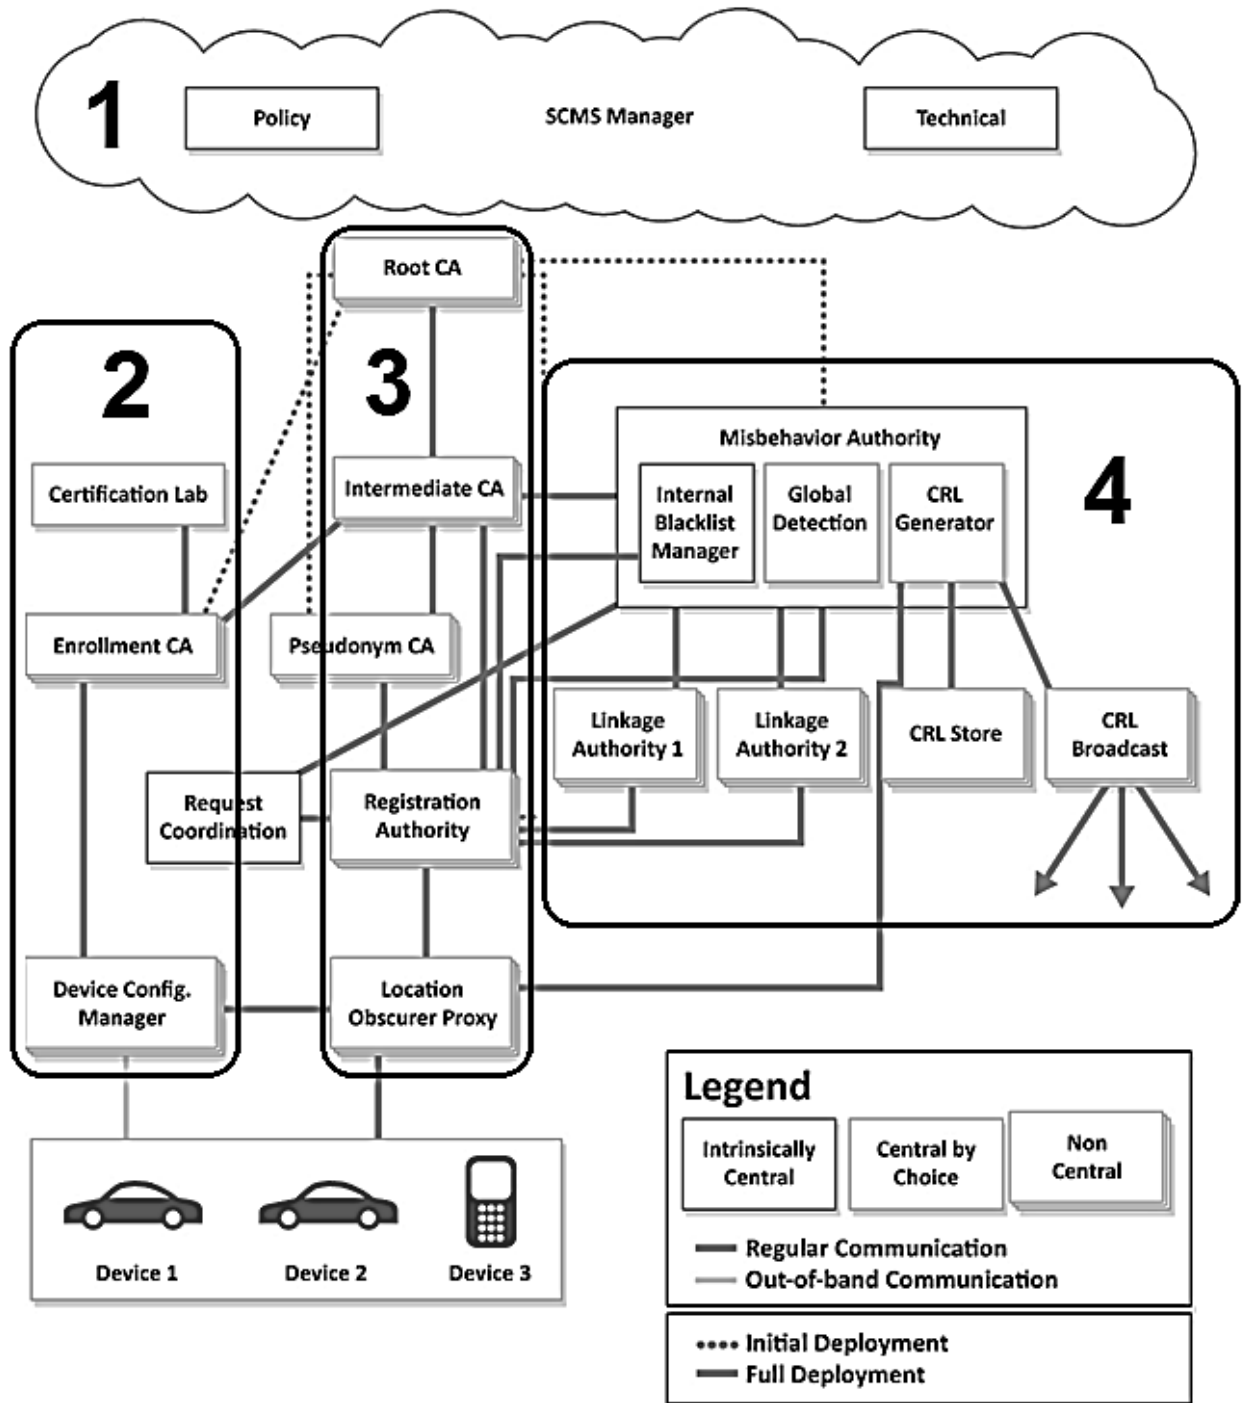 1
Policy
SCMS Manager
Technical
Root CA
2
3
4
Misbehavior Authority
Certification Lab
Intermediate CA
Internal
Blacklist
Manager
Global
Detection
CRL
Generator
Enrollment CA
Pseudonym CA
Linkage
Authority 1
Linkage
Authority 2
CRL Store
CRL
Broadcast
Request
Coordination
Registration
Authority
Device Config.
Manager
Location
Obscurer Proxy
Device 1
Device 2
Device 3
Legend
Intrinsically
Central
Central by
Choice
Non
Central
Regular Communication
Out-of-band Communication
Initial Deployment
Full Deployment